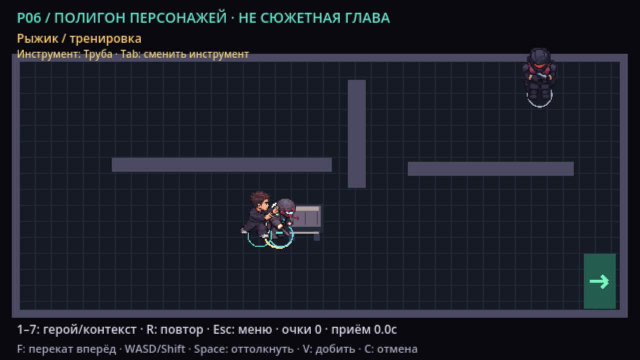 P06 / ПОЛИГОН ПЕРСОНАЖЕЙ · НЕ СЮЖЕТНАЯ ГЛАВА
Рыжик / тренировка
Инструмент: Труба · Tab: сменить инструмент
1–7: герой/контекст · R: повтор · Esc: меню · очки 0 · приём 0.0с
F: перекат вперёд · WASD/Shift · Space: оттолкнуть · V: добить · C: отмена